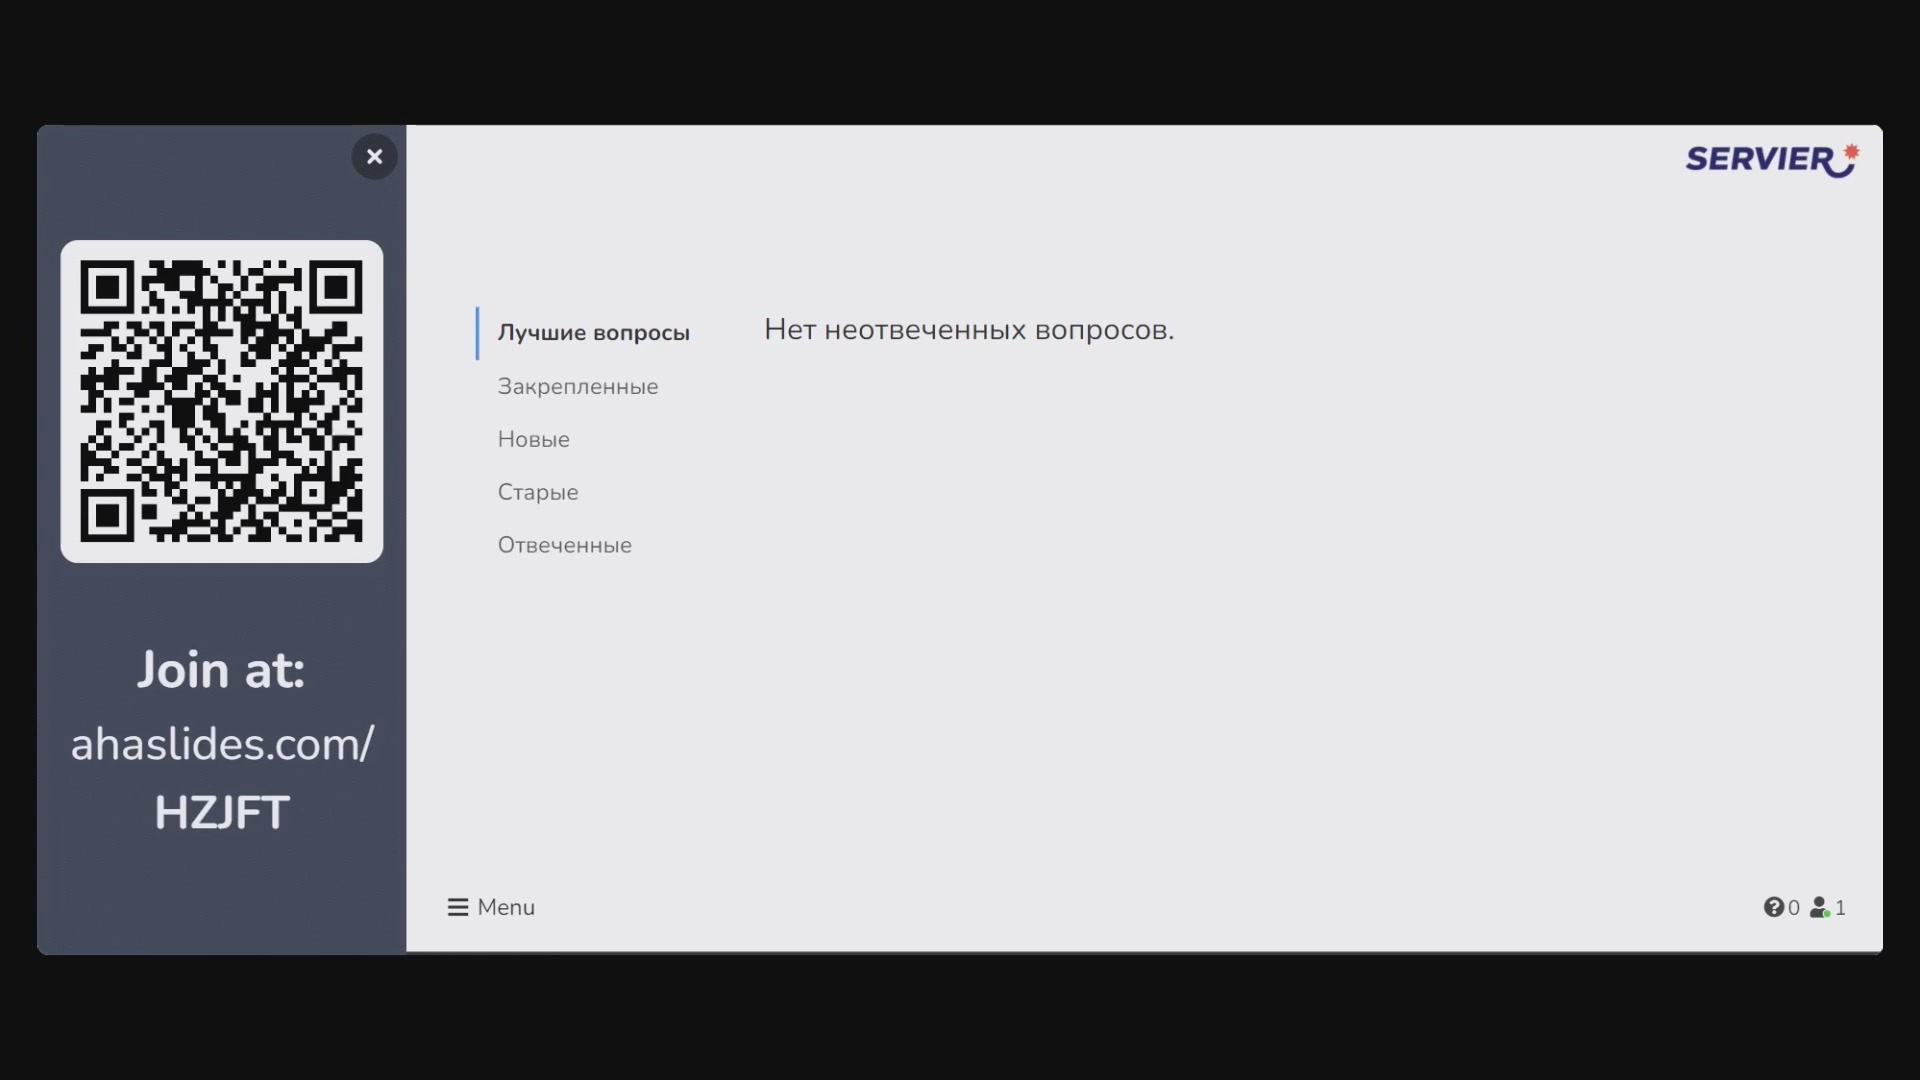 Join at:
ahaslides.com/
HZJFT
SERVIER
Лучшие вопросы
Закрепленные
Новые
Старые
Отвеченные
Нет неотвеченных вопросов.
Menu
0 1